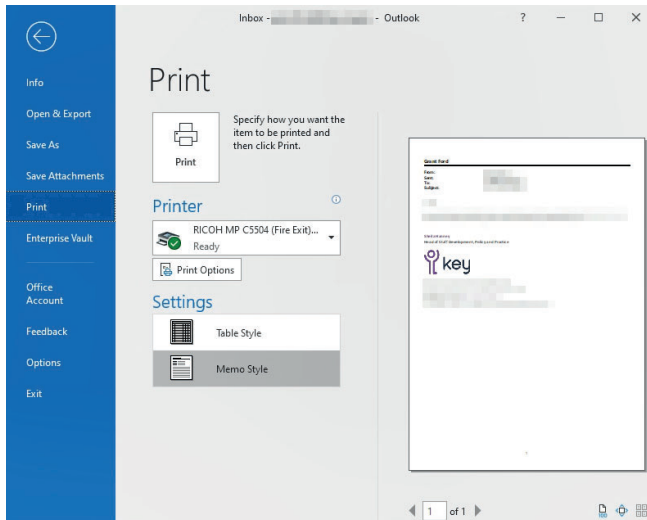 Inbox - - Outlook ? — □ ×
Info
Open & Export
Save As
Save Attachments
Print
Enterprise Vault
Office
Account
Feedback
Options
Exit
Print
Print
Specify how you want the
item to be printed and
then click Print.
Printer
RICOH MP C5504 (Fire Exit)...
Ready
Print Options
Settings
Table Style
Memo Style
From:
Sent:
To:
Subject:
key
1
1 of 1